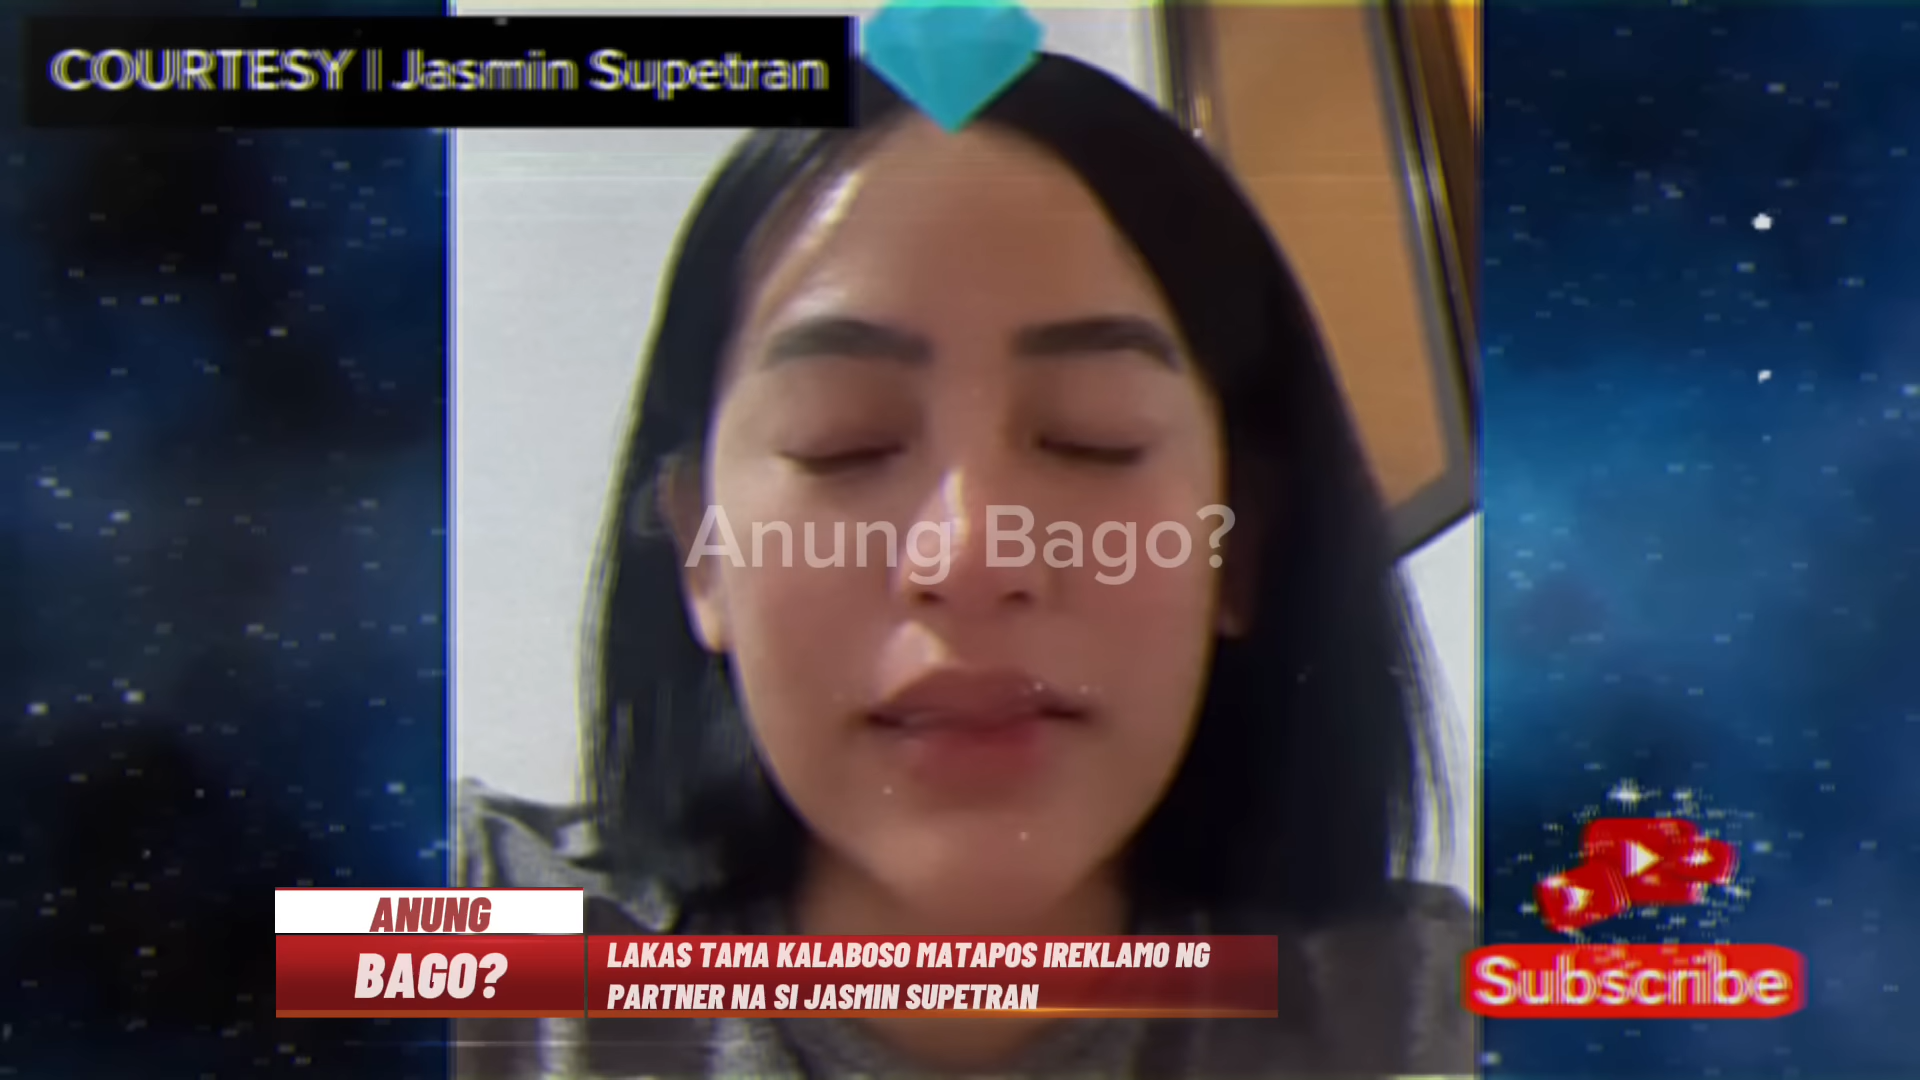 COURTESY | Jasmin Supetran
Anung Bago?
ANUNG
BAGO?
LAKAS TAMA KALABOSO MATAPOS IREKLAMO NG
PARTNER NA SI JASMIN SUPETRAN
Subscribe